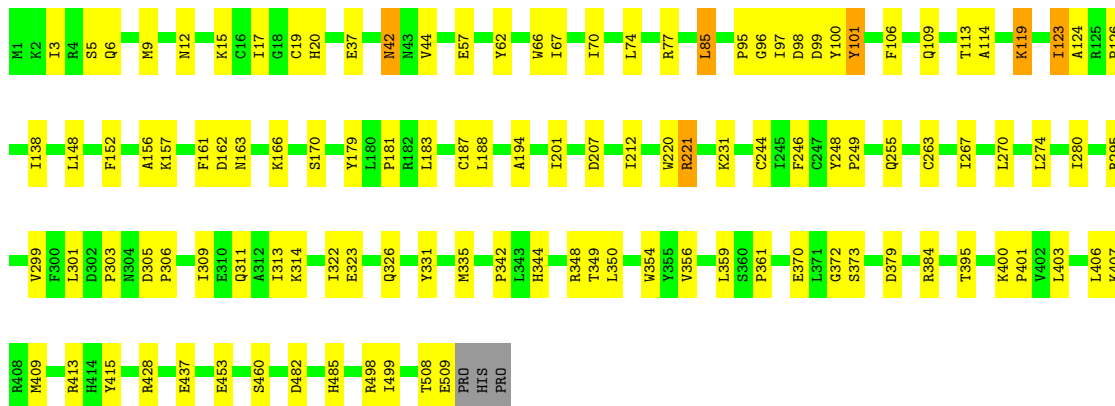 M1 K2 I3 R4 S5 Q6 M9 N12 K15 C16 I17 G18 C19 H20 E37 N42 N43 V44 E57 Y62 W66 I67 I70 L74 R77 L85 P95 G96 I97 D98 D99 Y100 Y101 F106 Q109 T113 A114 K119 I123 A124 R125
I138 L148 F152 A156 K157 F161 D162 N163 K166 S170 Y179 L180 P181 R182 L183 C187 L188 A194 I201 D207 I212 W220 R221 K231 C244 I245 F246 C247 Y248 P249 Q255 C263 I267 L270 L274 I280
V299 F300 L301 D302 P303 N304 D305 P306 I309 E310 Q311 A312 I313 K314 I322 E323 Q326 Y331 M335 P342 L343 H344 R348 T349 L350 W354 Y355 V356 L359 S360 P361 E370 L371 G372 S373 D379 R384 T395 K400 P401 V402 L403 L406 K407
R408 M409 R413 H414 Y415 R428 E437 E453 S460 D482 H485 R498 I499 T508 E509 PRO HIS PRO